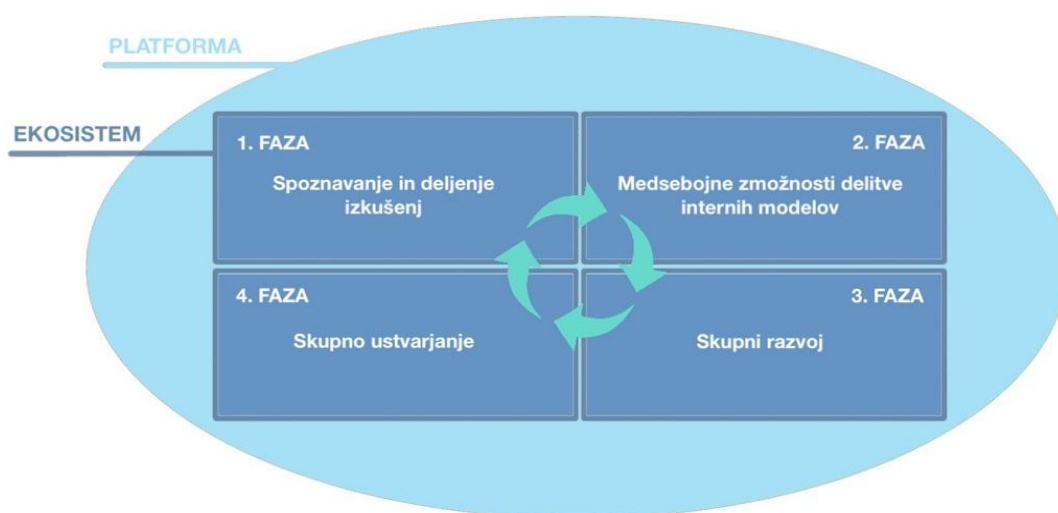 PLATFORMA
EKOSISTEM
1. FAZA
Spoznavanje in deljenje
izkušenj
2. FAZA
Medsebojne zmožnosti delitve
internih modelov
4. FAZA
Skupno ustvarjanje
3. FAZA
Skupni razvoj